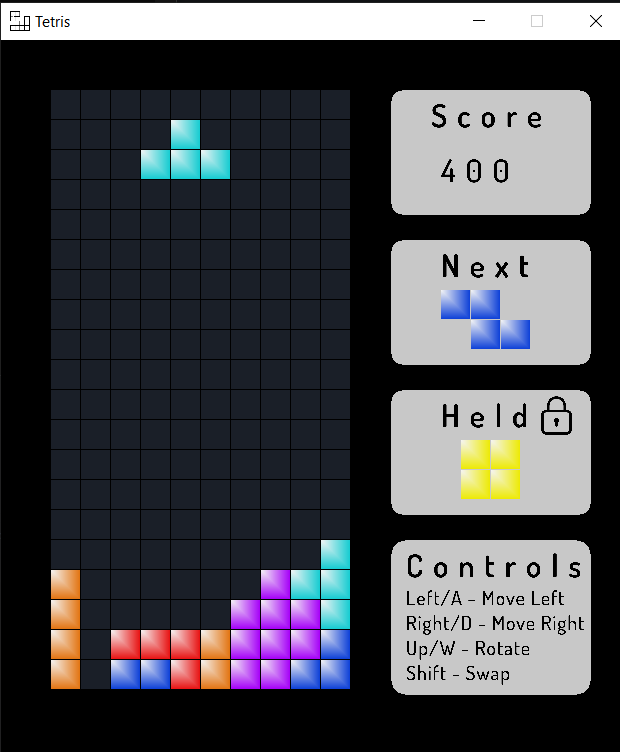 Tetris
Score
400
Next
Held
Controls
Left/A - Move Left
Right/D - Move Right
Up/W - Rotate
Shift - Swap